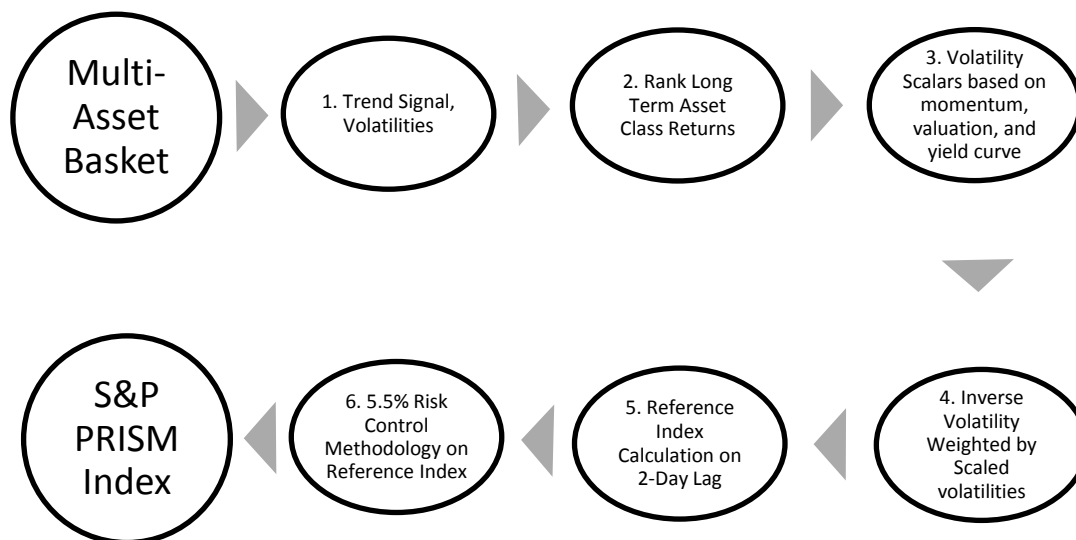 Multi-
Asset
Basket
1. Trend Signal,
Volatilities
2. Rank Long
Term Asset
Class Returns
3. Volatility
Scalars based on
momentum,
valuation, and
yield curve
4. Inverse
Volatility
Weighted by
Scaled
volatilities
5. Reference
Index
Calculation on
2-Day Lag
6. 5.5% Risk
Control
Methodology on
Reference Index
S&P
PRISM
Index